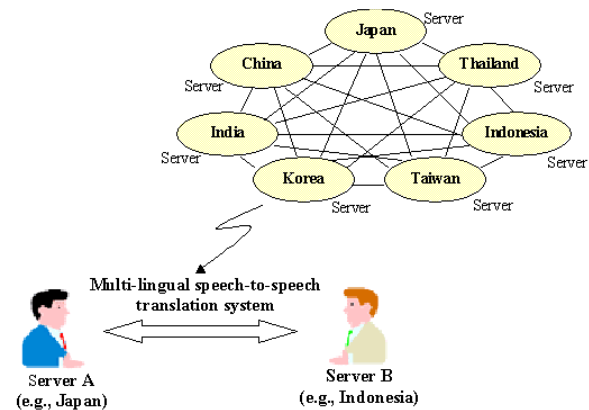 Japan
Server
China
Server
Thailand
Server
India
Server
Indonesia
Server
Korea
Server
Taiwan
Server
Multi-lingual speech-to-speech
translation system
Server A
(e.g., Japan)
Server B
(e.g., Indonesia)